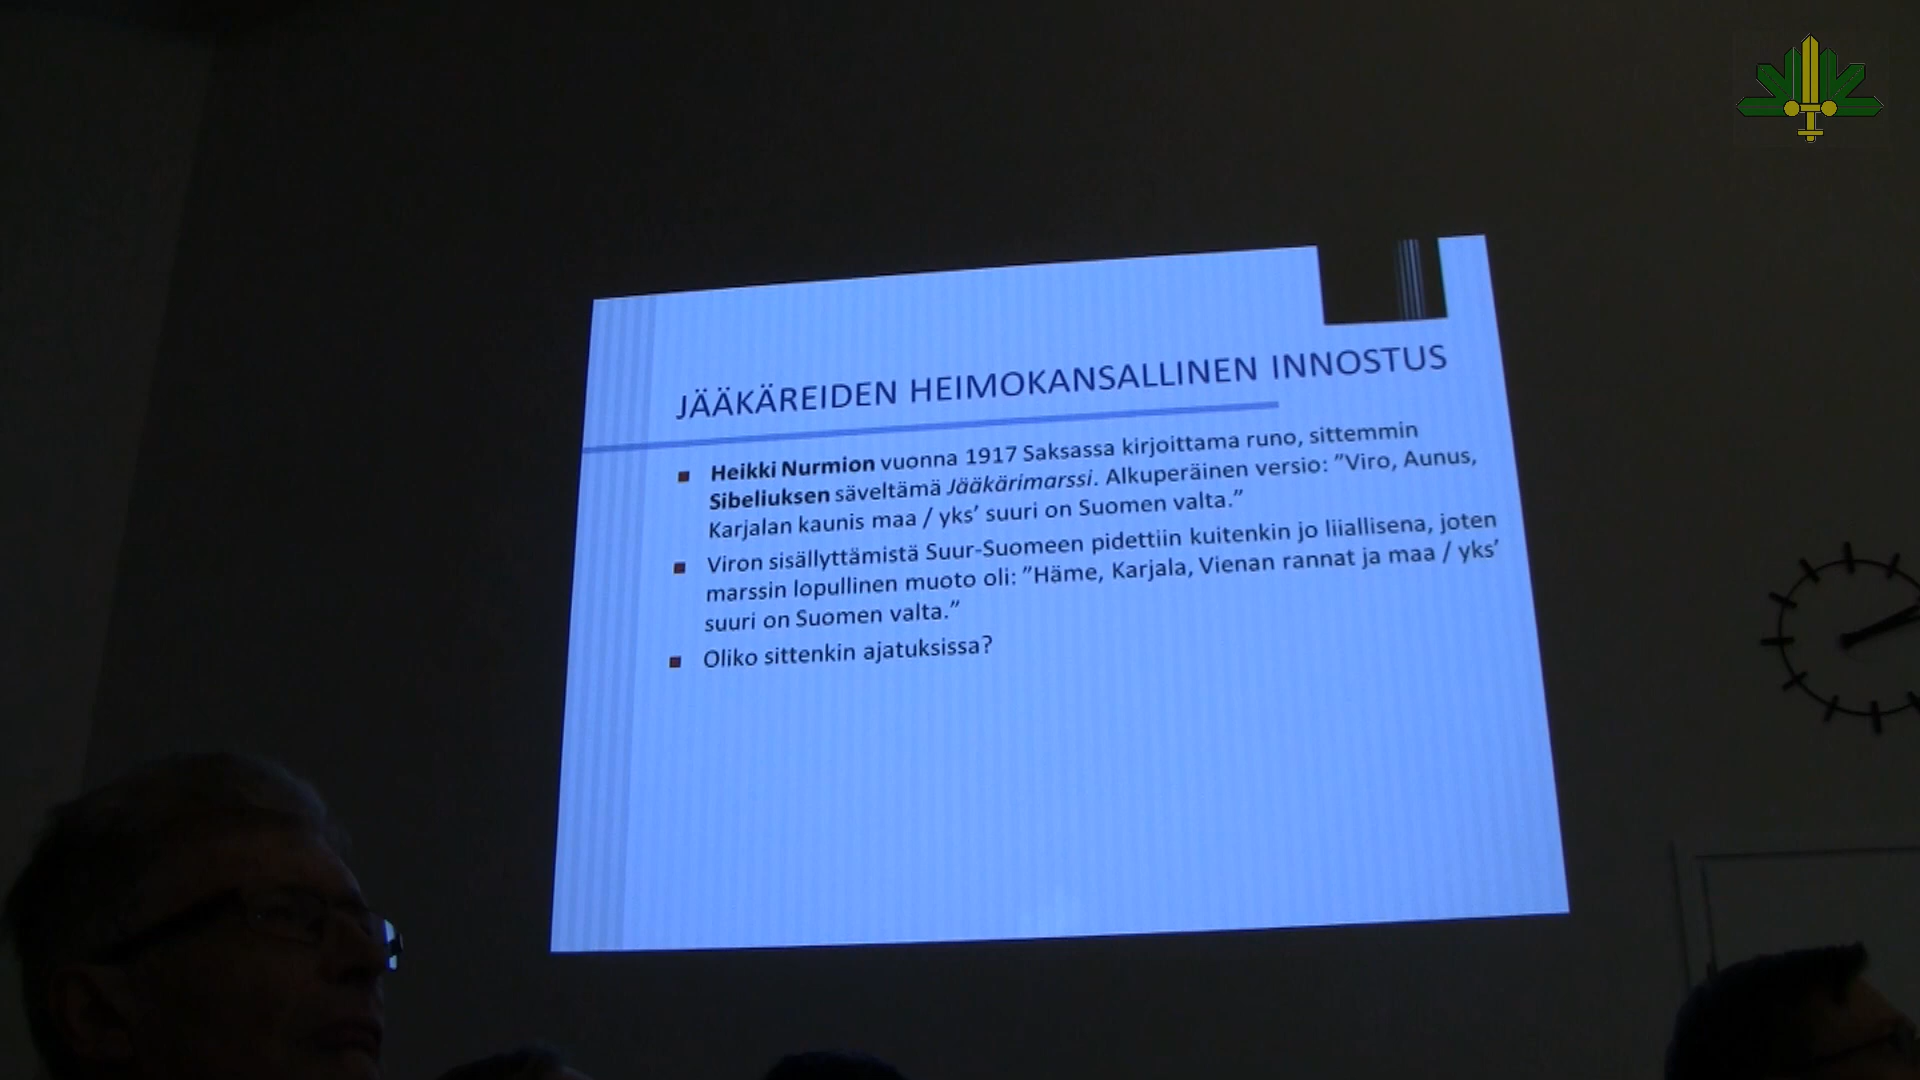 JÄÄKÄREIDEN HEIMOKANSALLINEN INNOSTUS
Heikki Nurmion vuonna 1917 Saksassa kirjoittama runo, sittemmin
Sibeliuksen säveltämä Jääkärimarssi. Alkuperäinen versio: ”Viro, Aunus,
Karjalan kaunis maa / yks’ suuri on Suomen valta.”
Viron sisällyttämistä Suur-Suomeen pidettiin kuitenkin jo liiallisena, joten
marssin lopullinen muoto oli: ”Häme, Karjala, Vienan rannat ja maa / yks’
suuri on Suomen valta.”
Oliko sittenkin ajatuksissa?